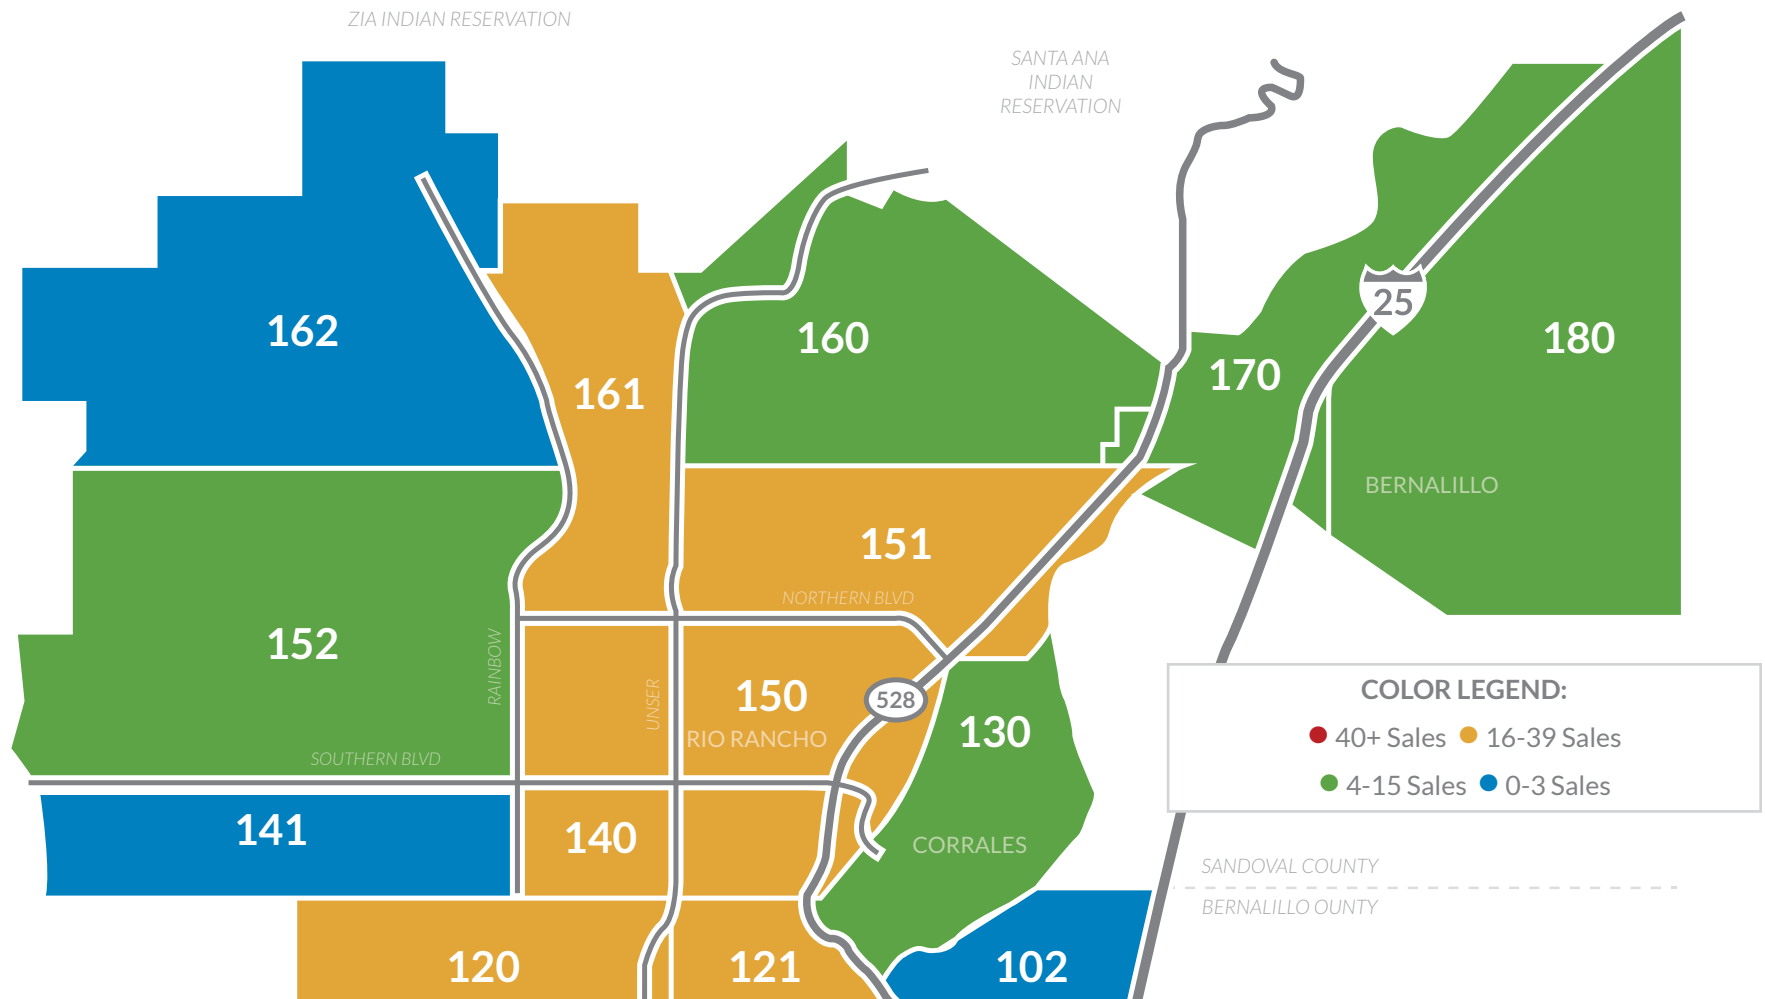 ZIA INDIAN RESERVATION
SANTA ANA
INDIAN
RESERVATION
25
162
160
180
170
161
BERNALILLO
151
NORTHERN BLVD
152
RAINBOW
UNSER
150
528
RIO RANCHO
130
SOUTHERN BLVD
COLOR LEGEND:
40+ Sales 16-39 Sales
4-15 Sales 0-3 Sales
141
140
CORRALES
SANDOVAL COUNTY
BERNALILLO OUNTY
120
121
102